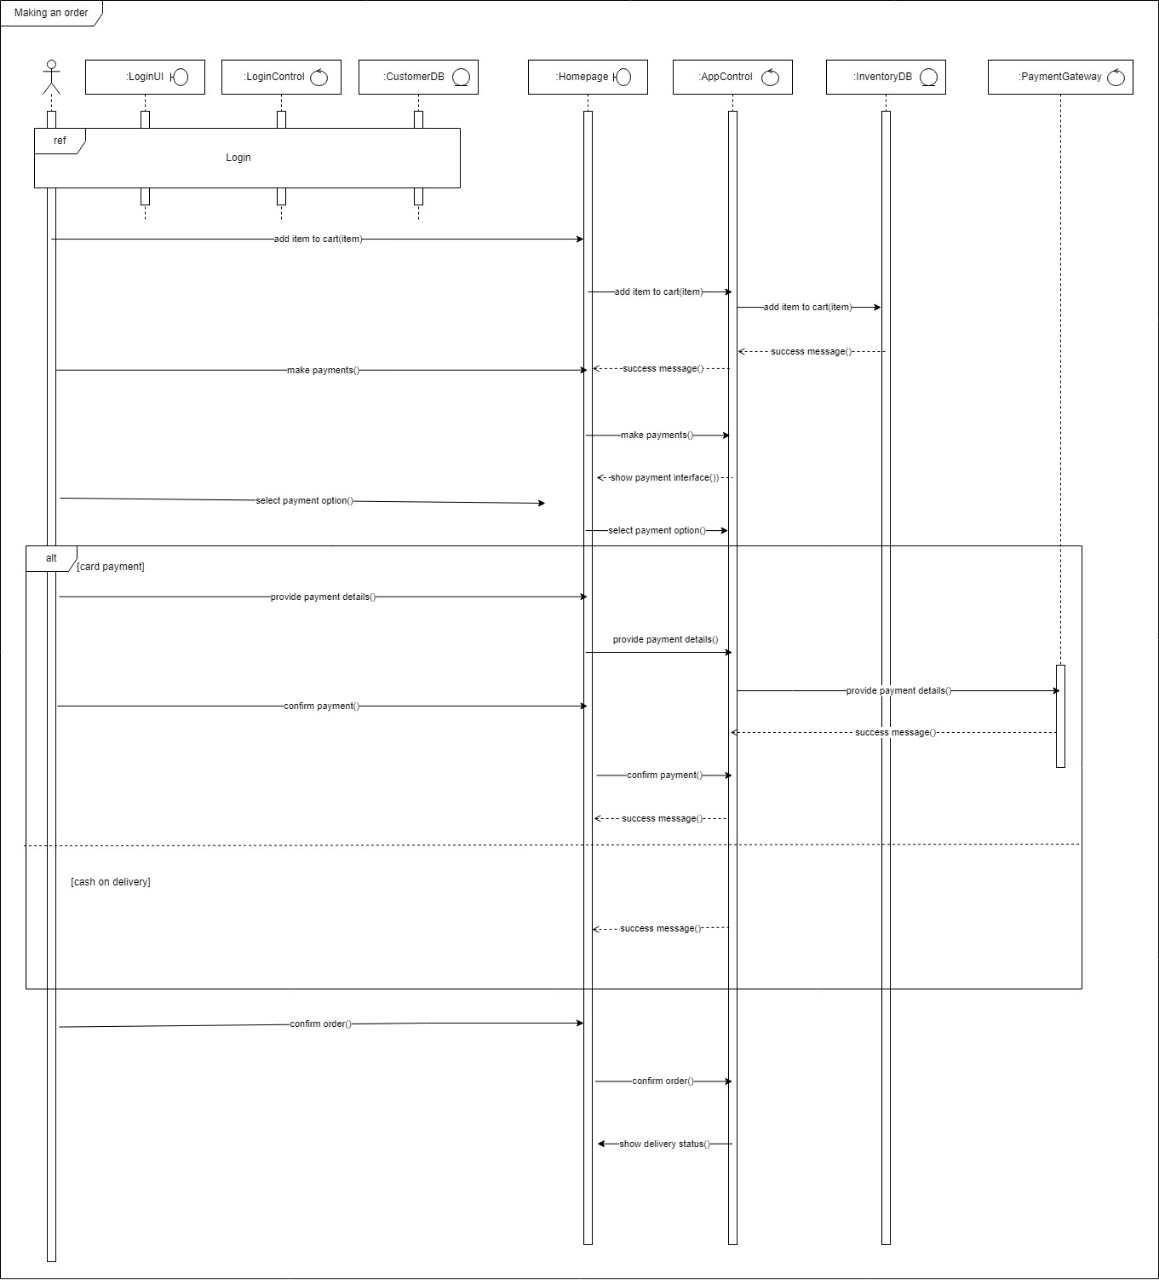 Making an order
:LoginUI
:LoginControl
:CustomerDB
:Homepage
:AppControl
:InventoryDB
:PaymentGateway
ref
Login
add item to cart(item)
add item to cart(item)
add item to cart(item)
success message()
success message()
make payments()
make payments()
show payment interface())
select payment option()
select payment option()
alt
[card payment]
provide payment details()
provide payment details()
provide payment details()
confirm payment()
success message()
confirm payment()
success message()
[cash on delivery]
success message()
confirm order()
confirm order()
show delivery status()